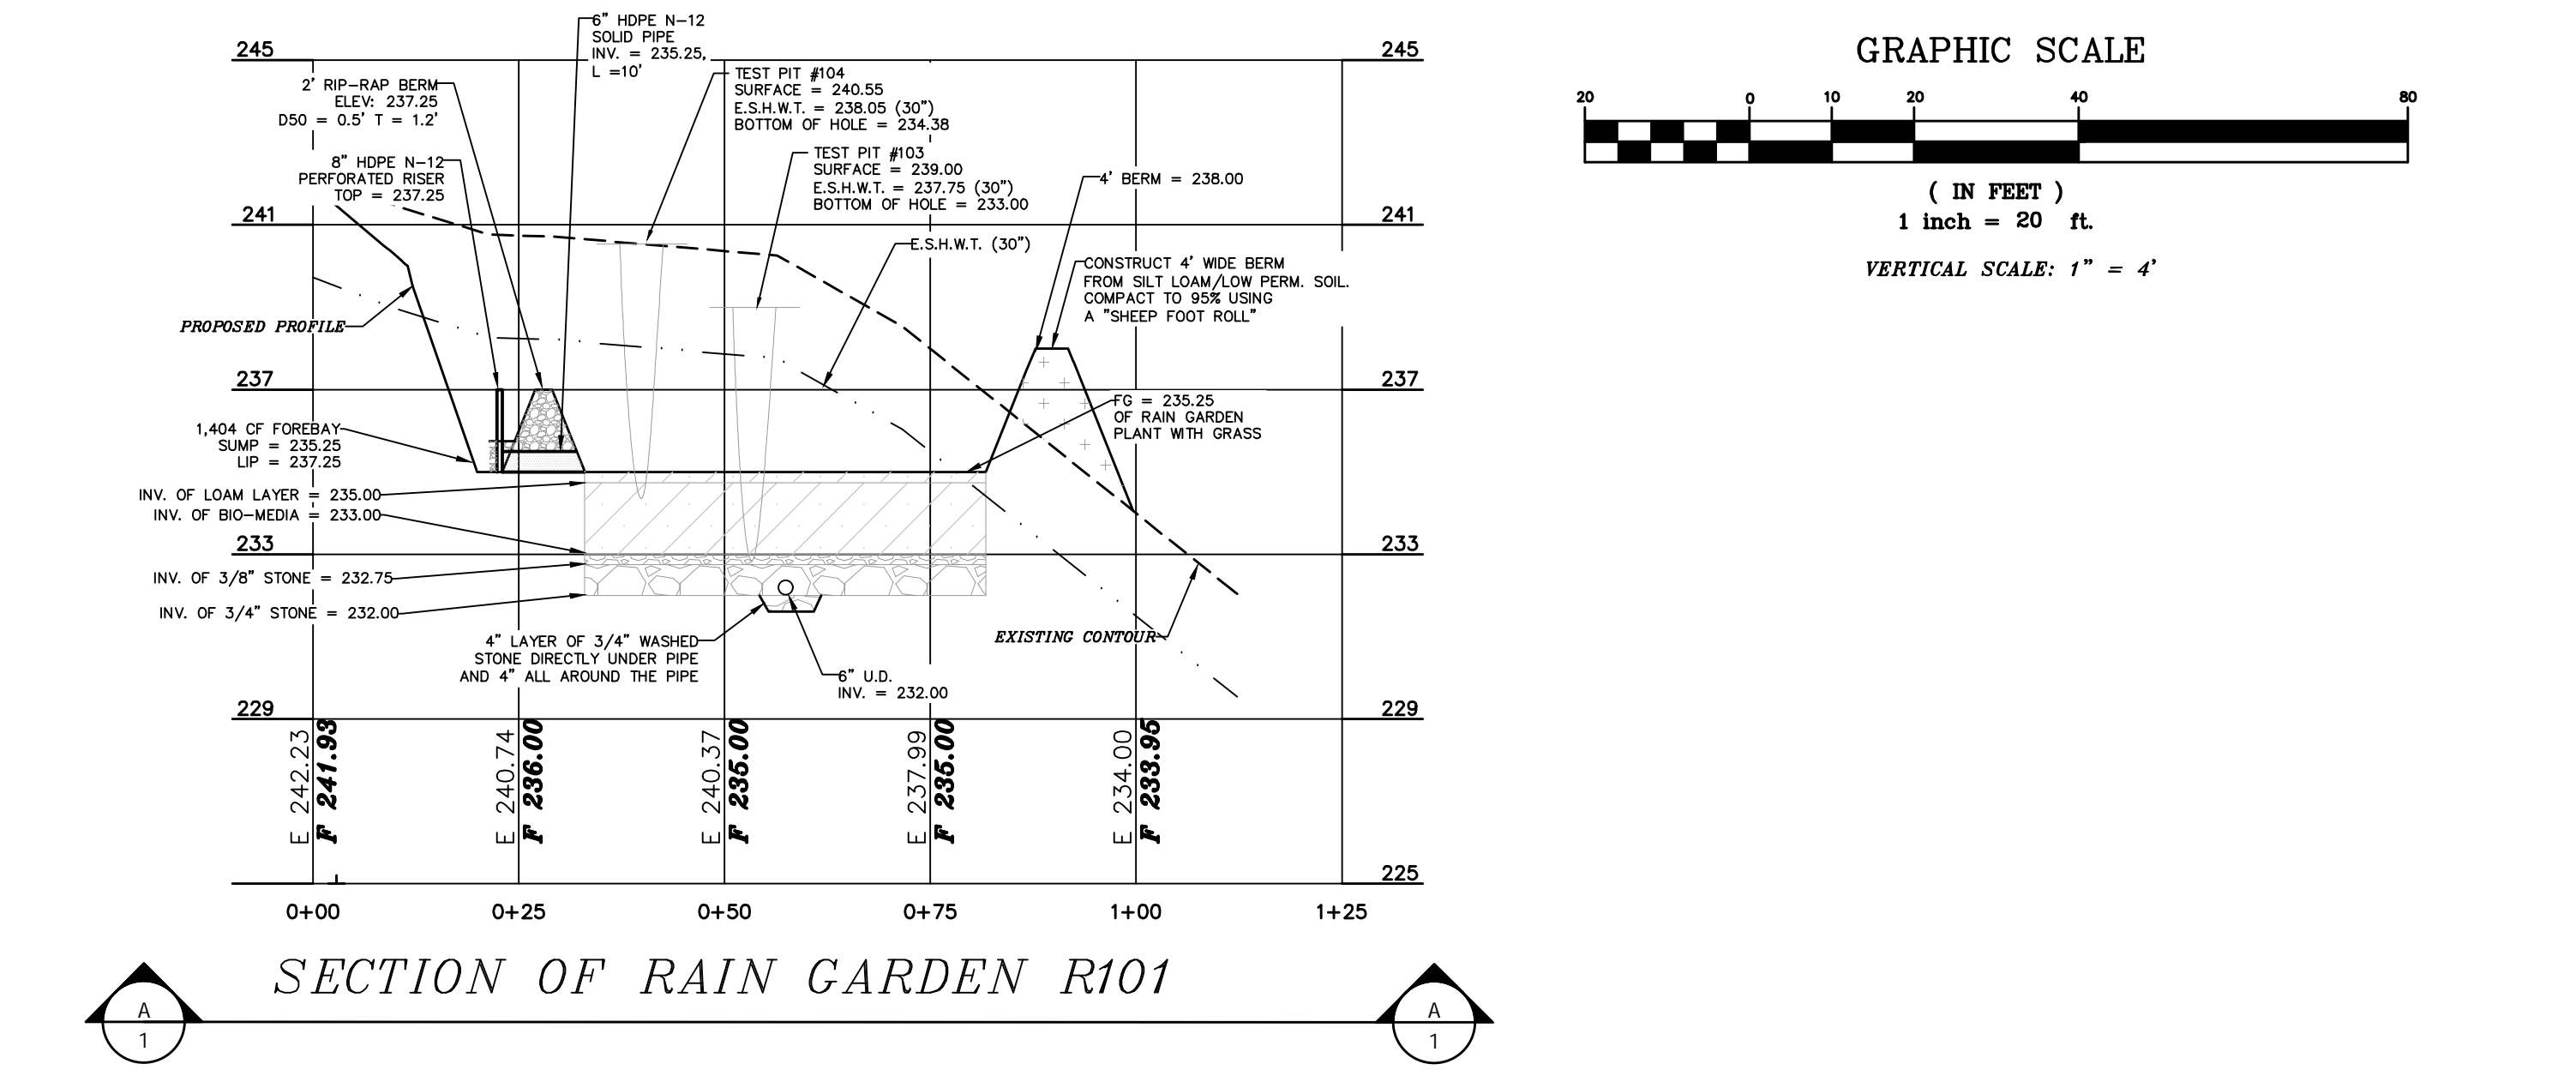 6" HDPE N-12
SOLID PIPE
INV. = 235.25,
L =10'
245
245
2' RIP-RAP BERM
ELEV: 237.25
D50 = 0.5' T = 1.2'
TEST PIT #104
SURFACE = 240.55
E.S.H.W.T. = 238.05 (30")
BOTTOM OF HOLE = 234.38
8" HDPE N-12
PERFORATED RISER
TOP = 237.25
TEST PIT #103
SURFACE = 239.00
E.S.H.W.T. = 237.75 (30")
BOTTOM OF HOLE = 233.00
4' BERM = 238.00
241
241
E.S.H.W.T. (30")
CONSTRUCT 4' WIDE BERM
FROM SILT LOAM/LOW PERM. SOIL.
COMPACT TO 95% USING
A "SHEEP FOOT ROLL"
PROPOSED PROFILE
237
237
FG = 235.25
OF RAIN GARDEN
PLANT WITH GRASS
1,404 CF FOREBAY
SUMP = 235.25
LIP = 237.25
INV. OF LOAM LAYER = 235.00
INV. OF BIO-MEDIA = 233.00
233
233
INV. OF 3/8" STONE = 232.75
INV. OF 3/4" STONE = 232.00
4" LAYER OF 3/4" WASHED
STONE DIRECTLY UNDER PIPE
AND 4" ALL AROUND THE PIPE
6" U.D.
INV. = 232.00
EXISTING CONTOUR
229
229
E 242.23
F 241.93
E 240.74
F 236.00
E 240.37
F 235.00
E 237.99
F 235.00
E 234.00
F 233.95
225
0+00 0+25 0+50 0+75 1+00 1+25
SECTION OF RAIN GARDEN R101
A
1
A
1
GRAPHIC SCALE
20 0 10 20 40 80
( IN FEET )
1 inch = 20 ft.
VERTICAL SCALE: 1" = 4'